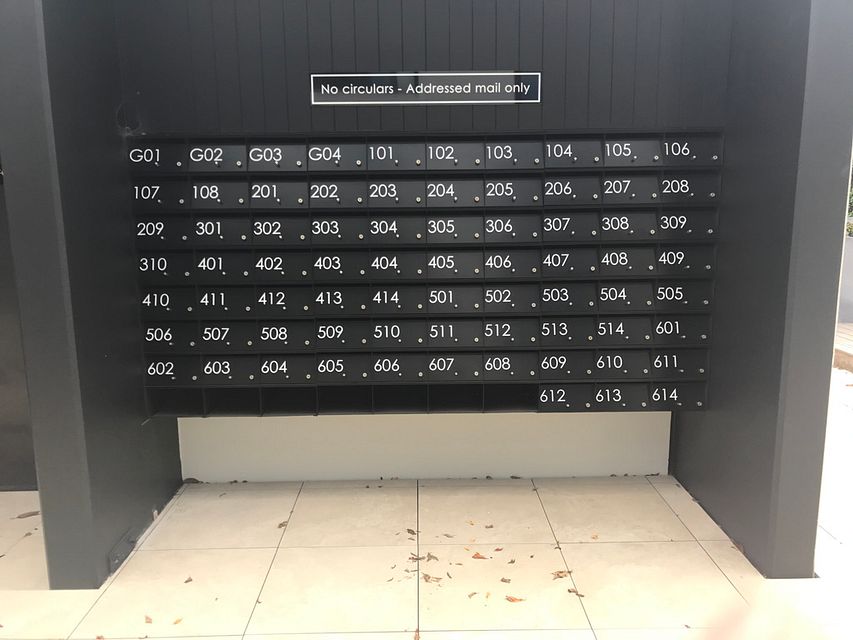 No circulars - Addressed mail only
G01 G02 G03 G04 101 102 103 104 105 106
107 108 201 202 203 204 205 206 207 208
209 301 302 303 304 305 306 307 308 309
310 401 402 403 404 405 406 407 408 409
410 411 412 413 414 501 502 503 504 505
506 507 508 509 510 511 512 513 514 601
602 603 604 605 606 607 608 609 610 611
612 613 614